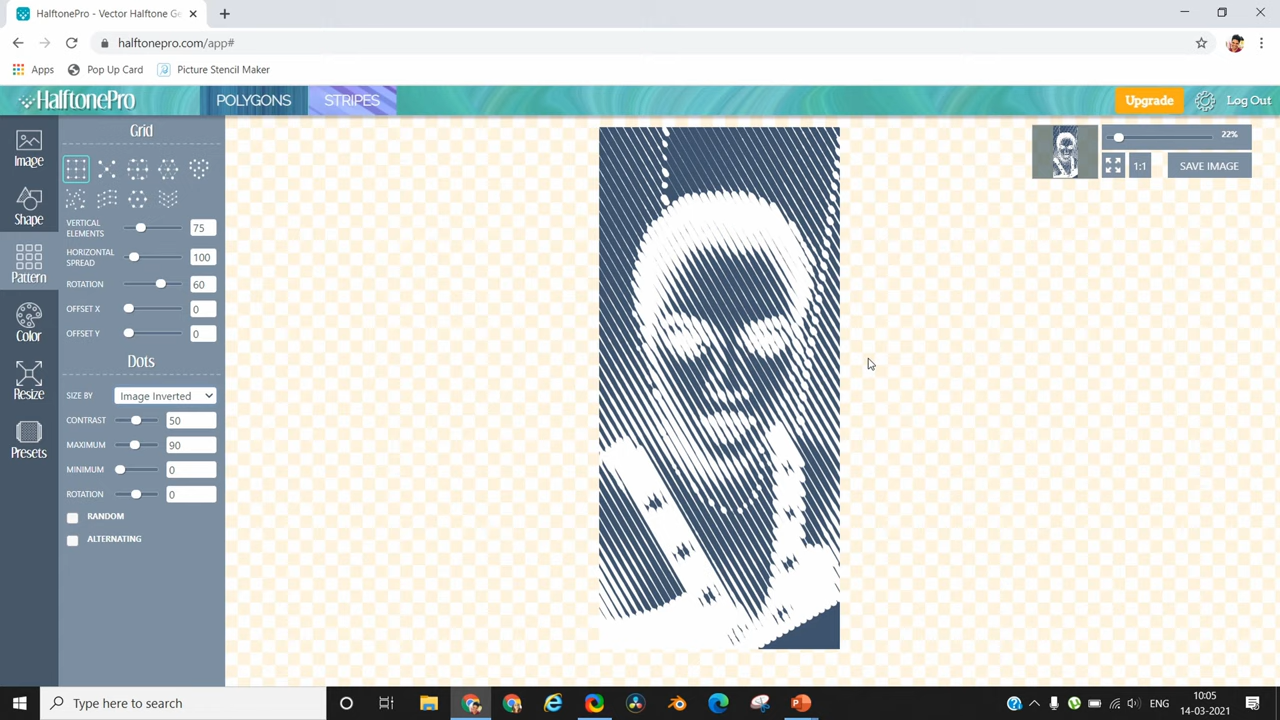 HalftonePro - Vector Halftone Ge
halftonepro.com/app#
Apps
Pop Up Card
Picture Stencil Maker
HalftonePro
POLYGONS
STRIPES
Upgrade
Log Out
Image
Shape
Pattern
Color
Resize
Presets
Grid
VERTICAL ELEMENTS 75
HORIZONTAL SPREAD 100
ROTATION 60
OFFSET X 0
OFFSET Y 0
Dots
SIZE BY Image Inverted
CONTRAST 50
MAXIMUM 90
MINIMUM 0
ROTATION 0
RANDOM
ALTERNATING
22%
1:1
SAVE IMAGE
Type here to search
ENG
10:05
14-03-2021